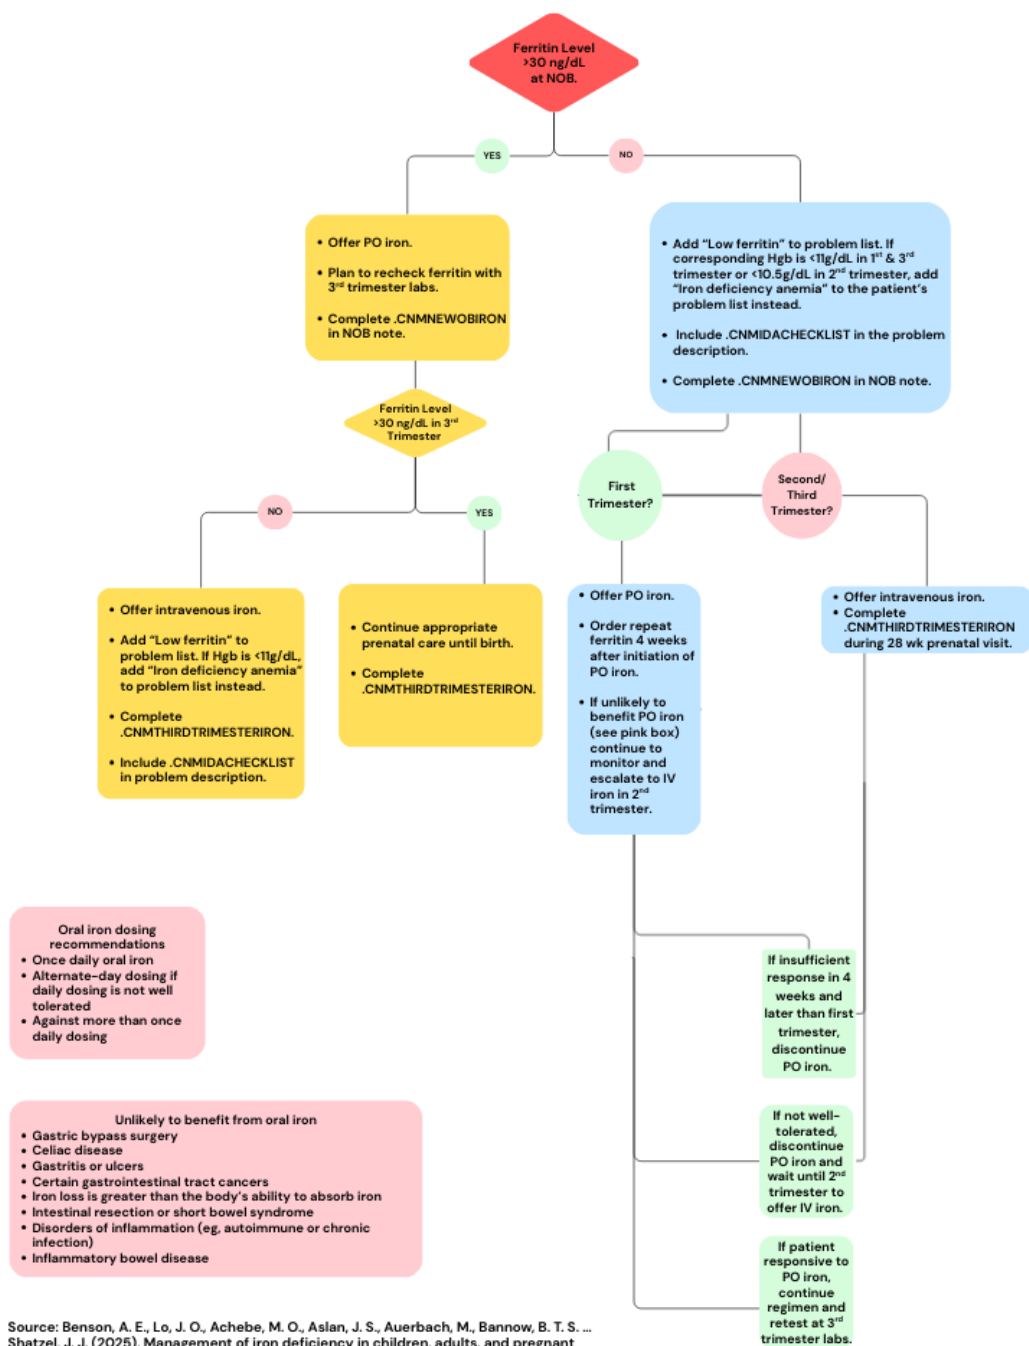 Ferritin Level
>30 ng/dL
at NOB.
YES
NO
• Offer PO iron.
• Plan to recheck ferritin with
3rd trimester labs.
• Complete .CNMNEWOBIRON
in NOB note.
• Add “Low ferritin” to problem list. If
corresponding Hgb is <11g/dL in 1st & 3rd
trimester or <10.5g/dL in 2nd trimester, add
“Iron deficiency anemia” to the patient’s
problem list instead.
• Include .CNMIDACHECKLIST in the problem
description.
• Complete .CNMNEWOBIRON in NOB note.
Ferritin Level
>30 ng/dL in 3rd
Trimester
First
Trimester?
Second/
Third
Trimester?
NO
YES
• Offer intravenous iron.
• Add “Low ferritin” to
problem list. If Hgb is <11g/dL,
add “Iron deficiency anemia”
to problem list instead.
• Complete
.CNMTHIRDTRIMESTERIRON.
• Include .CNMIDACHECKLIST
in problem description.
• Continue appropriate
prenatal care until birth.
• Complete
.CNMTHIRDTRIMESTERIRON.
• Offer PO iron.
• Order repeat
ferritin 4 weeks
after initiation of
PO iron.
• If unlikely to
benefit PO iron
(see pink box)
continue to
monitor and
escalate to IV
iron in 2nd
trimester.
• Offer intravenous iron.
• Complete
.CNMTHIRDTRIMESTERIRON
during 28 wk prenatal visit.
Oral iron dosing
recommendations
• Once daily oral iron
• Alternate-day dosing if
daily dosing is not well
tolerated
• Against more than once
daily dosing
If insufficient
response in 4
weeks and
later than first
trimester,
discontinue
PO iron.
Unlikely to benefit from oral iron
• Gastric bypass surgery
• Celiac disease
• Gastritis or ulcers
• Certain gastrointestinal tract cancers
• Iron loss is greater than the body’s ability to absorb iron
• Intestinal resection or short bowel syndrome
• Disorders of inflammation (eg, autoimmune or chronic
infection)
• Inflammatory bowel disease
If not well-
tolerated,
discontinue
PO iron and
wait until 2nd
trimester to
offer IV iron.
If patient
responsive to
PO iron,
continue
regimen and
retest at 3rd
trimester labs.
Source: Benson, A. E., Lo, J. O., Achebe, M. O., Aslan, J. S., Auerbach, M., Bannow, B. T. S. ...
Shatzel, J. J. (2025). Management of iron deficiency in children, adults, and pregnant